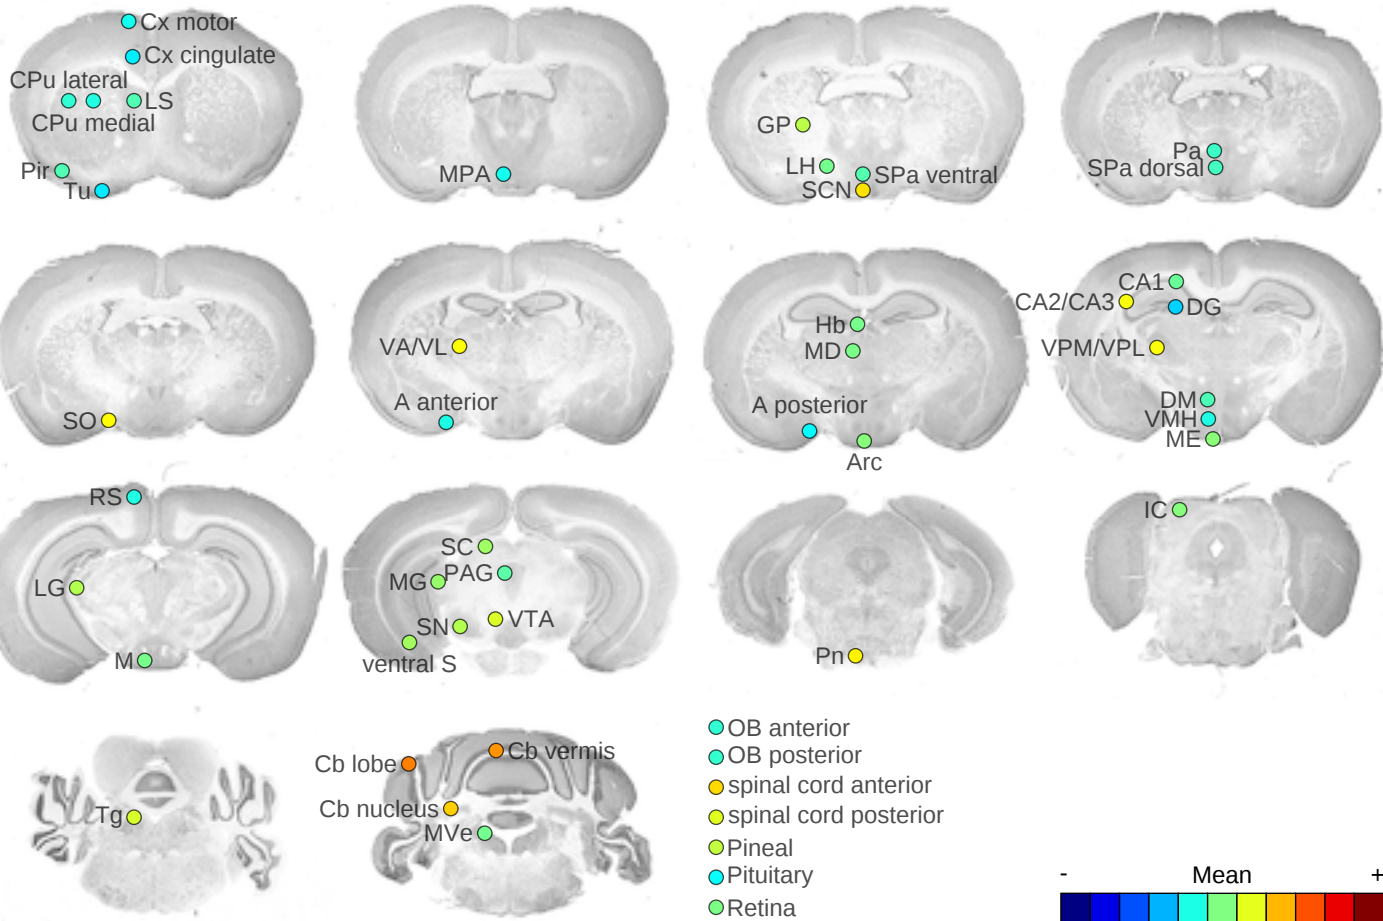 Cx motor
Cx cingulate
CPu lateral
LS
CPu medial
Pir
Tu
MPA
GP
LH
SPa ventral
SCN
Pa
SPa dorsal
SO
VA/VL
A anterior
Hb
MD
A posterior
Arc
CA1
CA2/CA3
DG
VPM/VPL
DM
VMH
ME
RS
LG
M
SC
MG
PAG
SN
VTA
ventral S
Pn
IC
Tg
Cb lobe
Cb vermis
Cb nucleus
MVe
OB anterior
OB posterior
spinal cord anterior
spinal cord posterior
Pineal
Pituitary
Retina
- Mean +